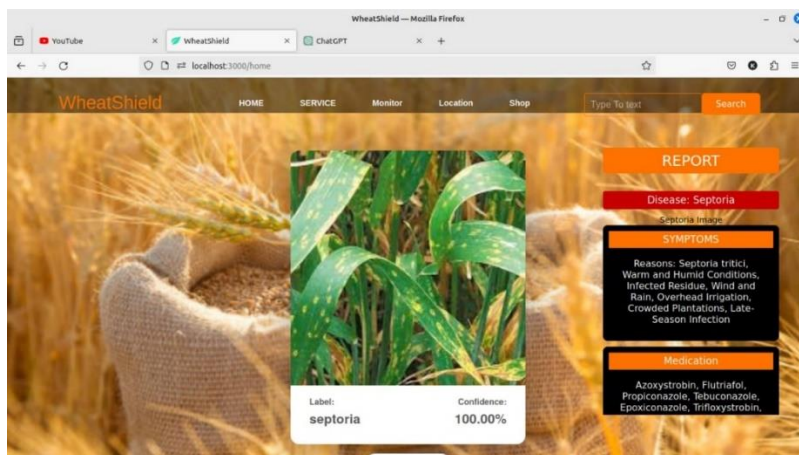 WheatShield — Mozilla Firefox
YouTube
WheatShield
ChatGPT
localhost:3000/home
WheatShield
HOME
SERVICE
Monitor
Location
Shop
Type To text
Search
REPORT
Disease: Septoria
Septoria Image
SYMPTOMS
Reasons: Septoria tritici,
Warm and Humid Conditions,
Infected Residue, Wind and
Rain, Overhead Irrigation,
Crowded Plantations, Late-
Season Infection
Medication
Azoxystrobin, Flutriafol,
Propiconazole, Tebuconazole,
Epoxiconazole, Trifloxystrobin,
Label:
Confidence:
septoria
100.00%